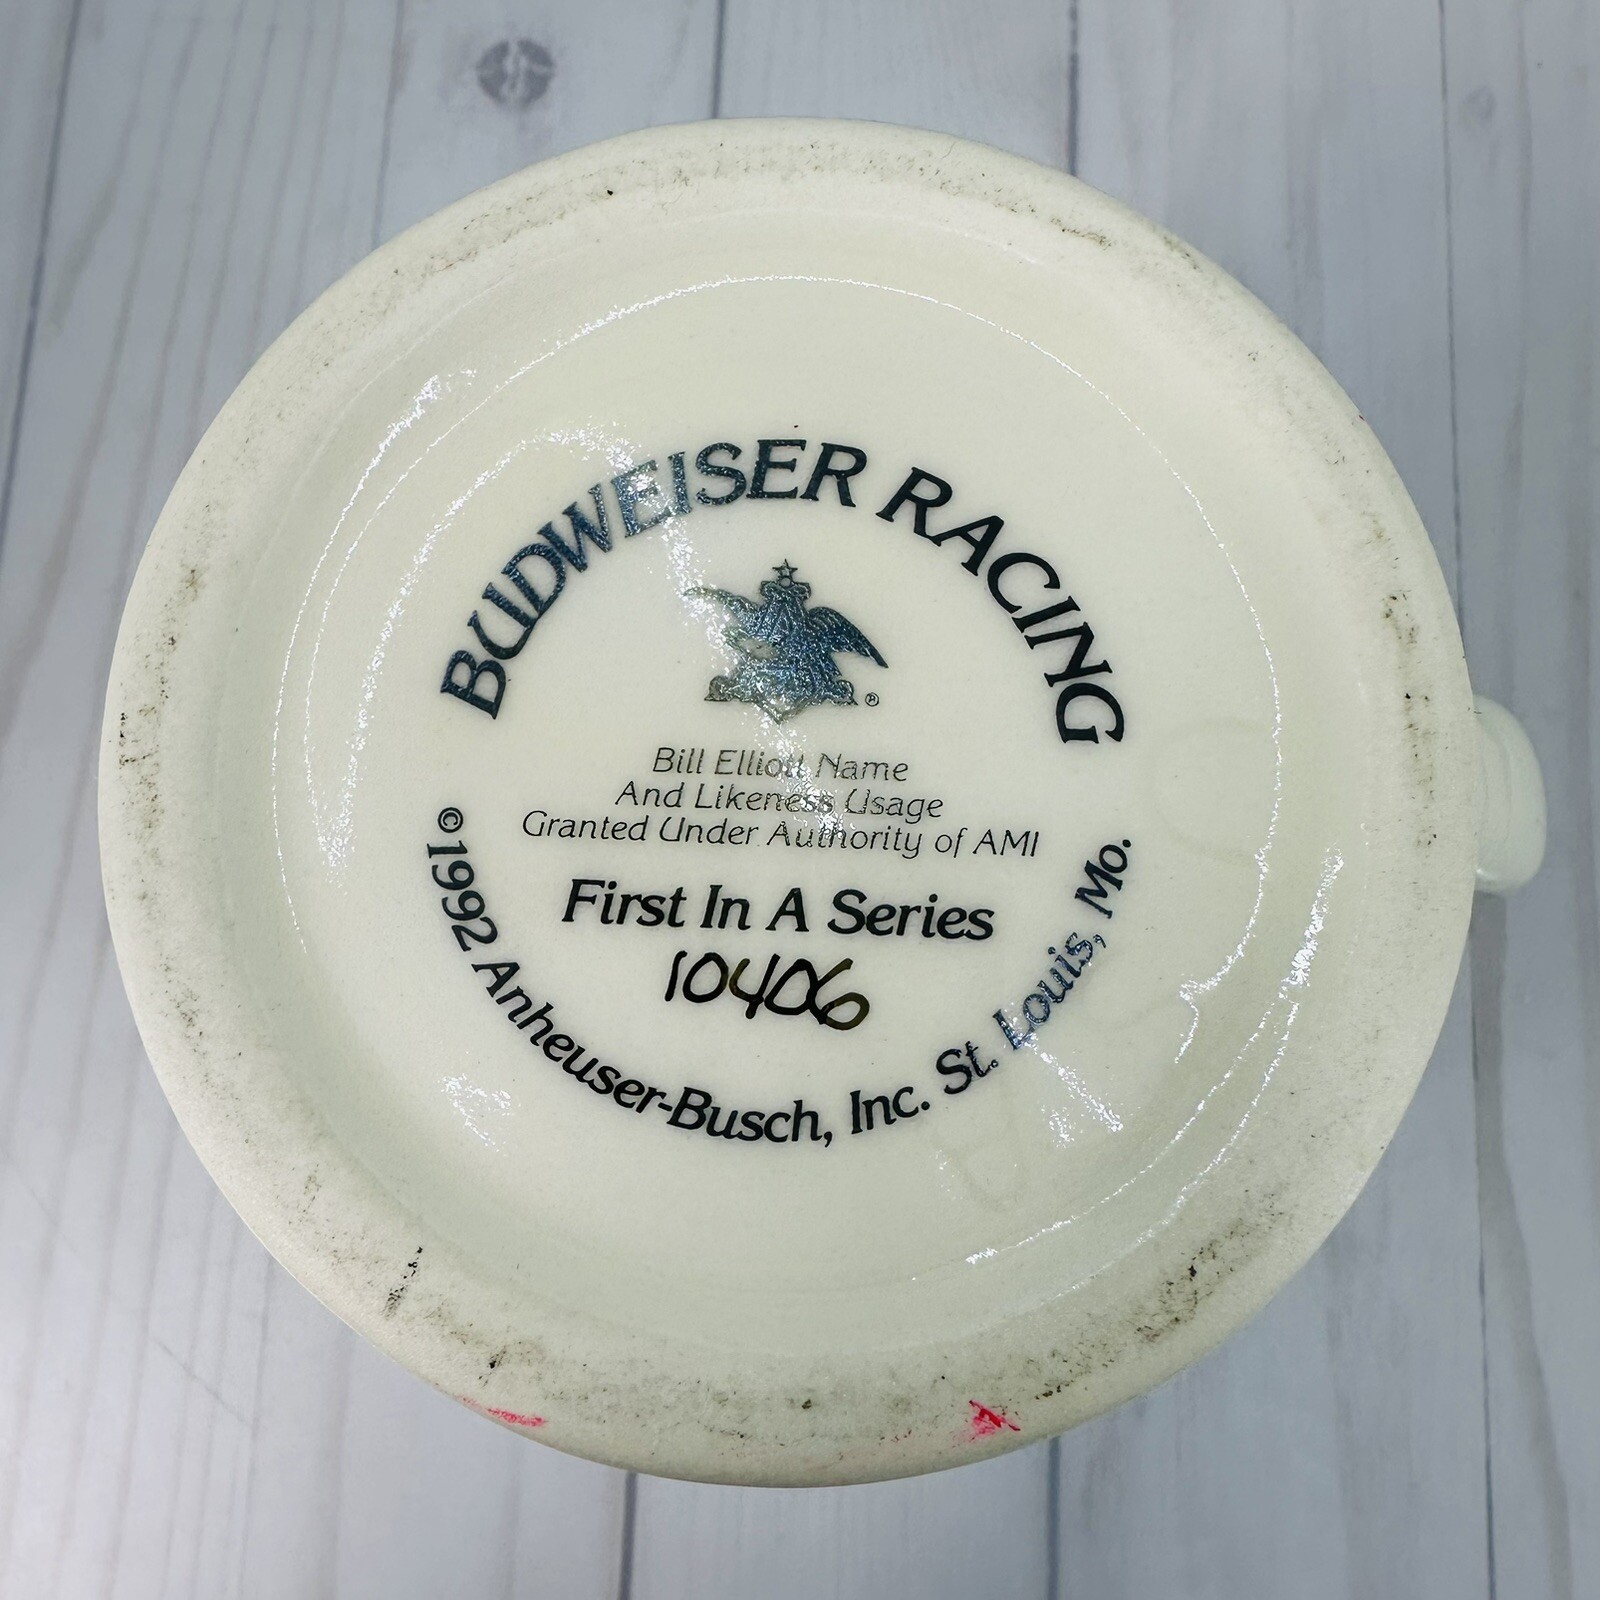 BUDWEISER RACING
A
®
Bill Elliott Name
And Likeness Usage
Granted Under Authority of AMI
First In A Series
10406
©1992 Anheuser-Busch, Inc. St. Louis, Mo.